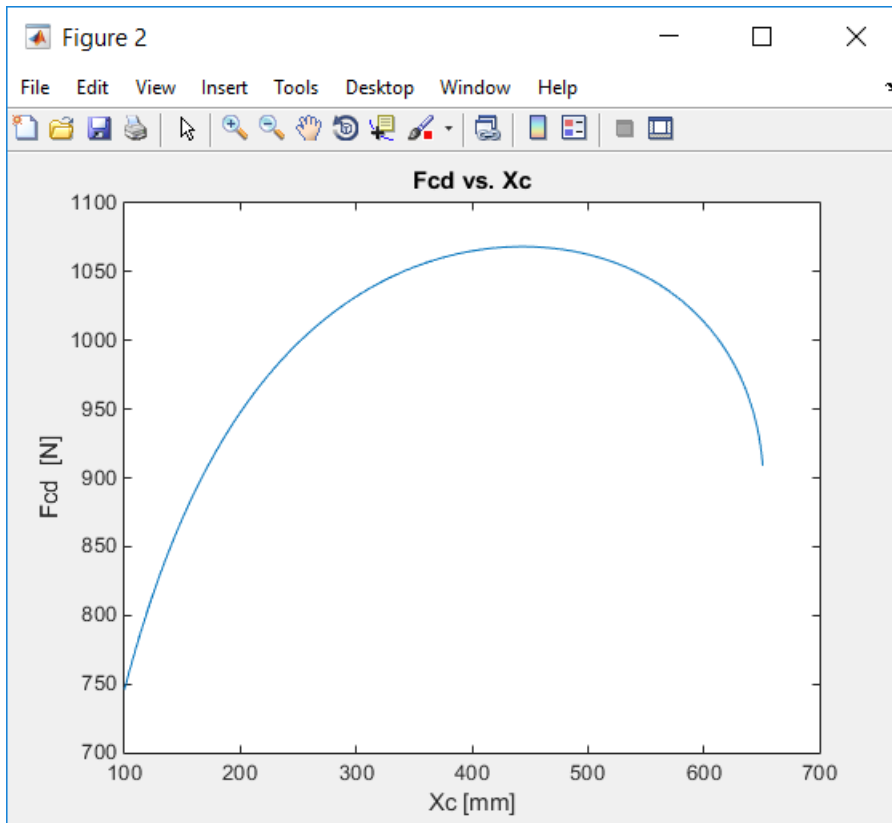 Figure 2
File Edit View Insert Tools Desktop Window Help
Fcd vs. Xc
1100
1050
1000
950
900
850
800
750
700
Fcd [N]
100 200 300 400 500 600 700
Xc [mm]